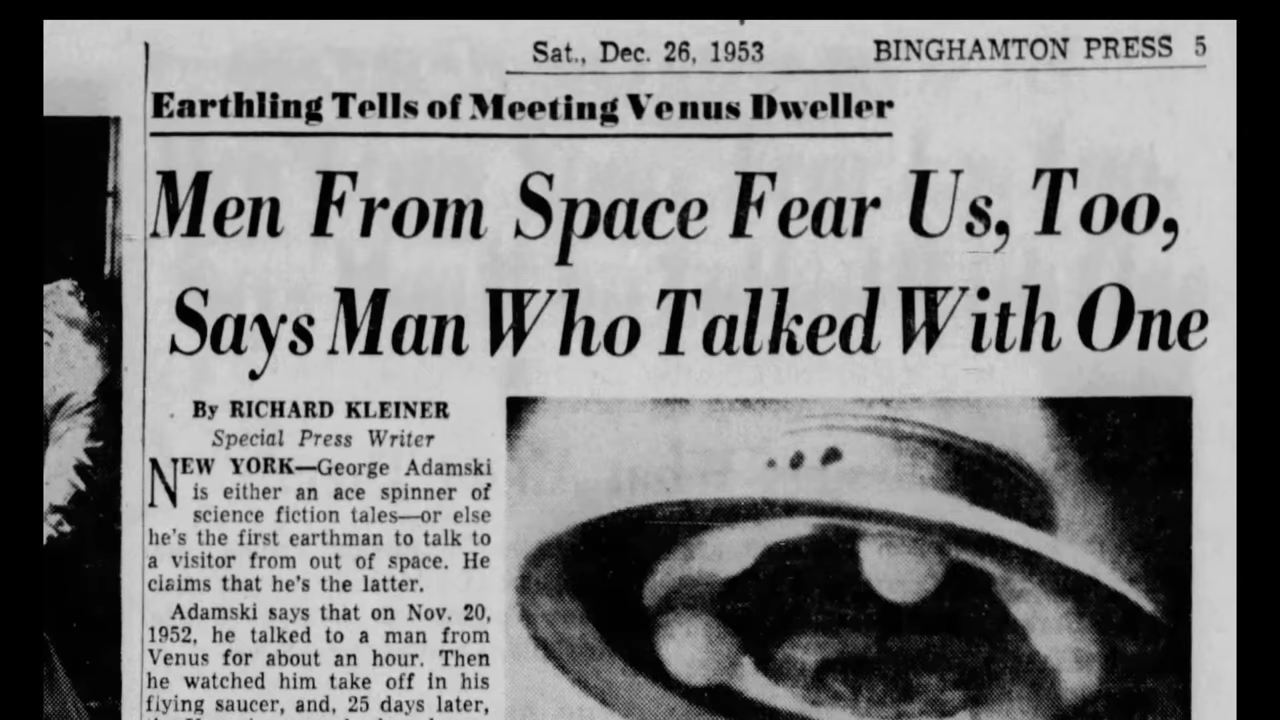 Sat., Dec. 26, 1953 BINGHAMTON PRESS 5
Earthling Tells of Meeting Venus Dweller
Men From Space Fear Us, Too,
Says Man Who Talked With One
By RICHARD KLEINER
Special Press Writer
NEW YORK—George Adamski
is either an ace spinner of
science fiction tales—or else
he's the first earthman to talk to
a visitor from out of space. He
claims that he's the latter.
Adamski says that on Nov. 20,
1952, he talked to a man from
Venus for about an hour. Then
he watched him take off in his
flying saucer, and, 25 days later,